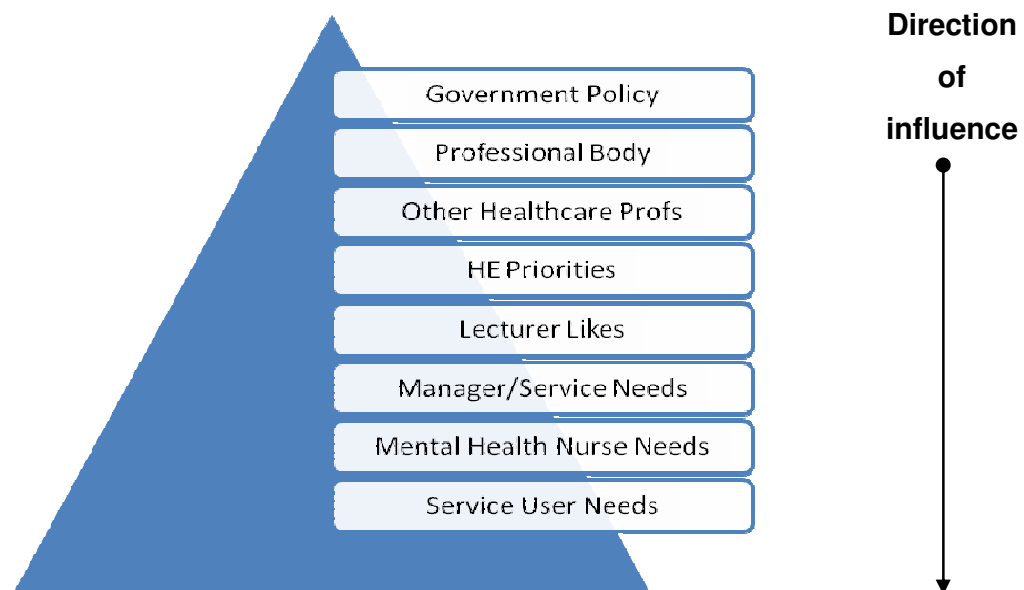 Direction
of
influence
Government Policy
Professional Body
Other Healthcare Profs
HE Priorities
Lecturer Likes
Manager/Service Needs
Mental Health Nurse Needs
Service User Needs